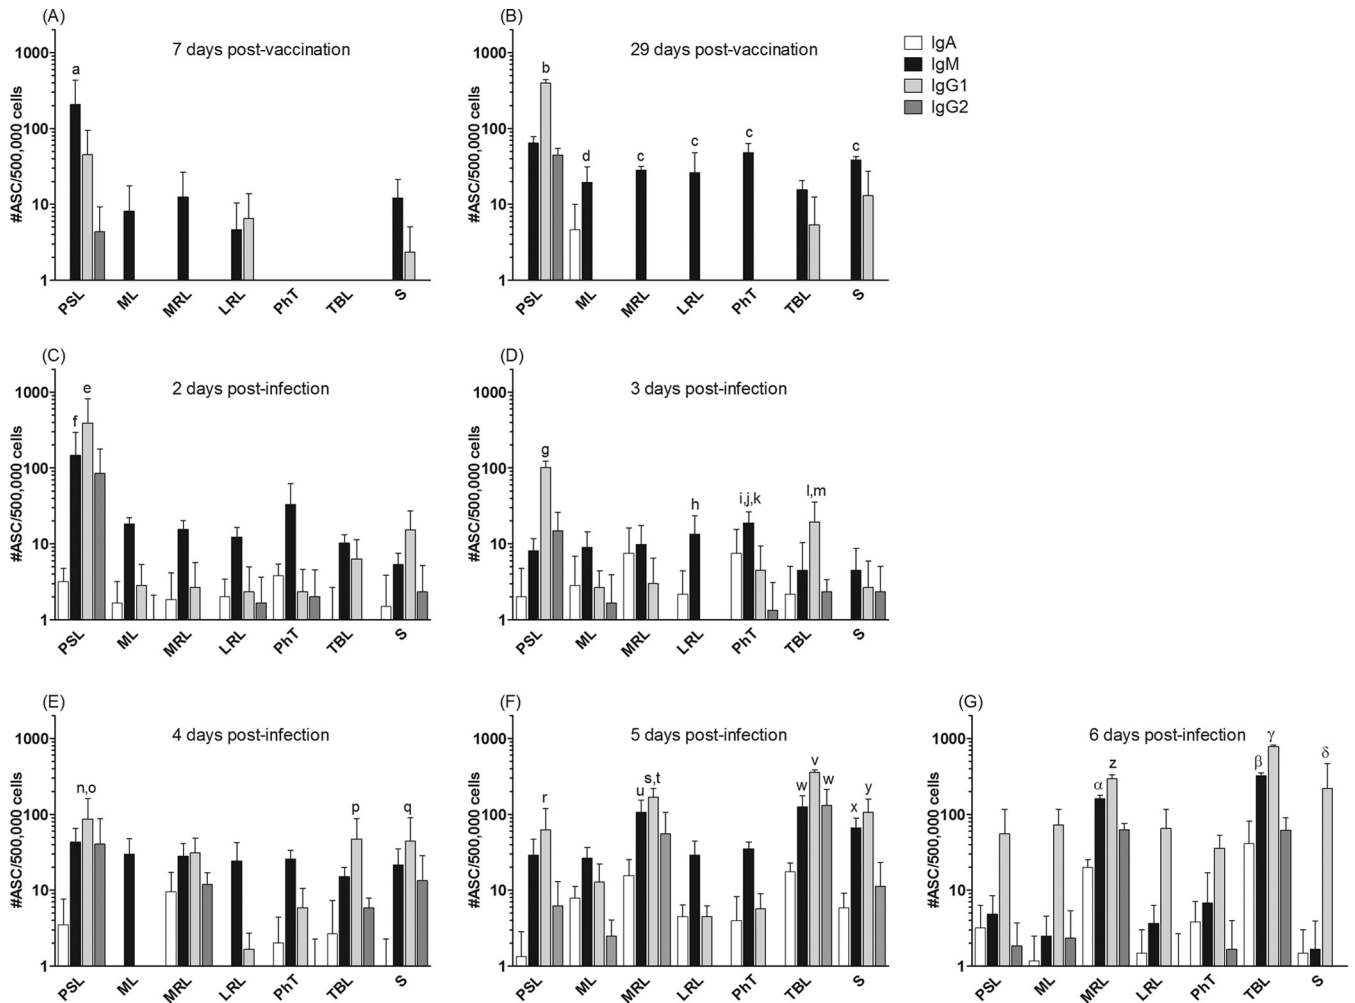 (A)
7 days post-vaccination
#ASC/500,000 cells
1000
100
10
1
a
PSL
ML
MRL
LRL
PhT
TBL
S
(B)
29 days post-vaccination
#ASC/500,000 cells
1000
100
10
1
b
d
c
c
c
c
PSL
ML
MRL
LRL
PhT
TBL
S
IgA
IgM
IgG1
IgG2
(C)
2 days post-infection
#ASC/500,000 cells
1000
100
10
1
f
e
PSL
ML
MRL
LRL
PhT
TBL
S
(D)
3 days post-infection
#ASC/500,000 cells
1000
100
10
1
g
h
i,j,k
l,m
PSL
ML
MRL
LRL
PhT
TBL
S
(E)
4 days post-infection
#ASC/500,000 cells
1000
100
10
1
n,o
p
q
PSL
ML
MRL
LRL
PhT
TBL
S
(F)
5 days post-infection
#ASC/500,000 cells
1000
100
10
1
r
u
s,t
w
v
w
x
y
PSL
ML
MRL
LRL
PhT
TBL
S
(G)
6 days post-infection
#ASC/500,000 cells
1000
100
10
1
α
z
β
γ
δ
PSL
ML
MRL
LRL
PhT
TBL
S